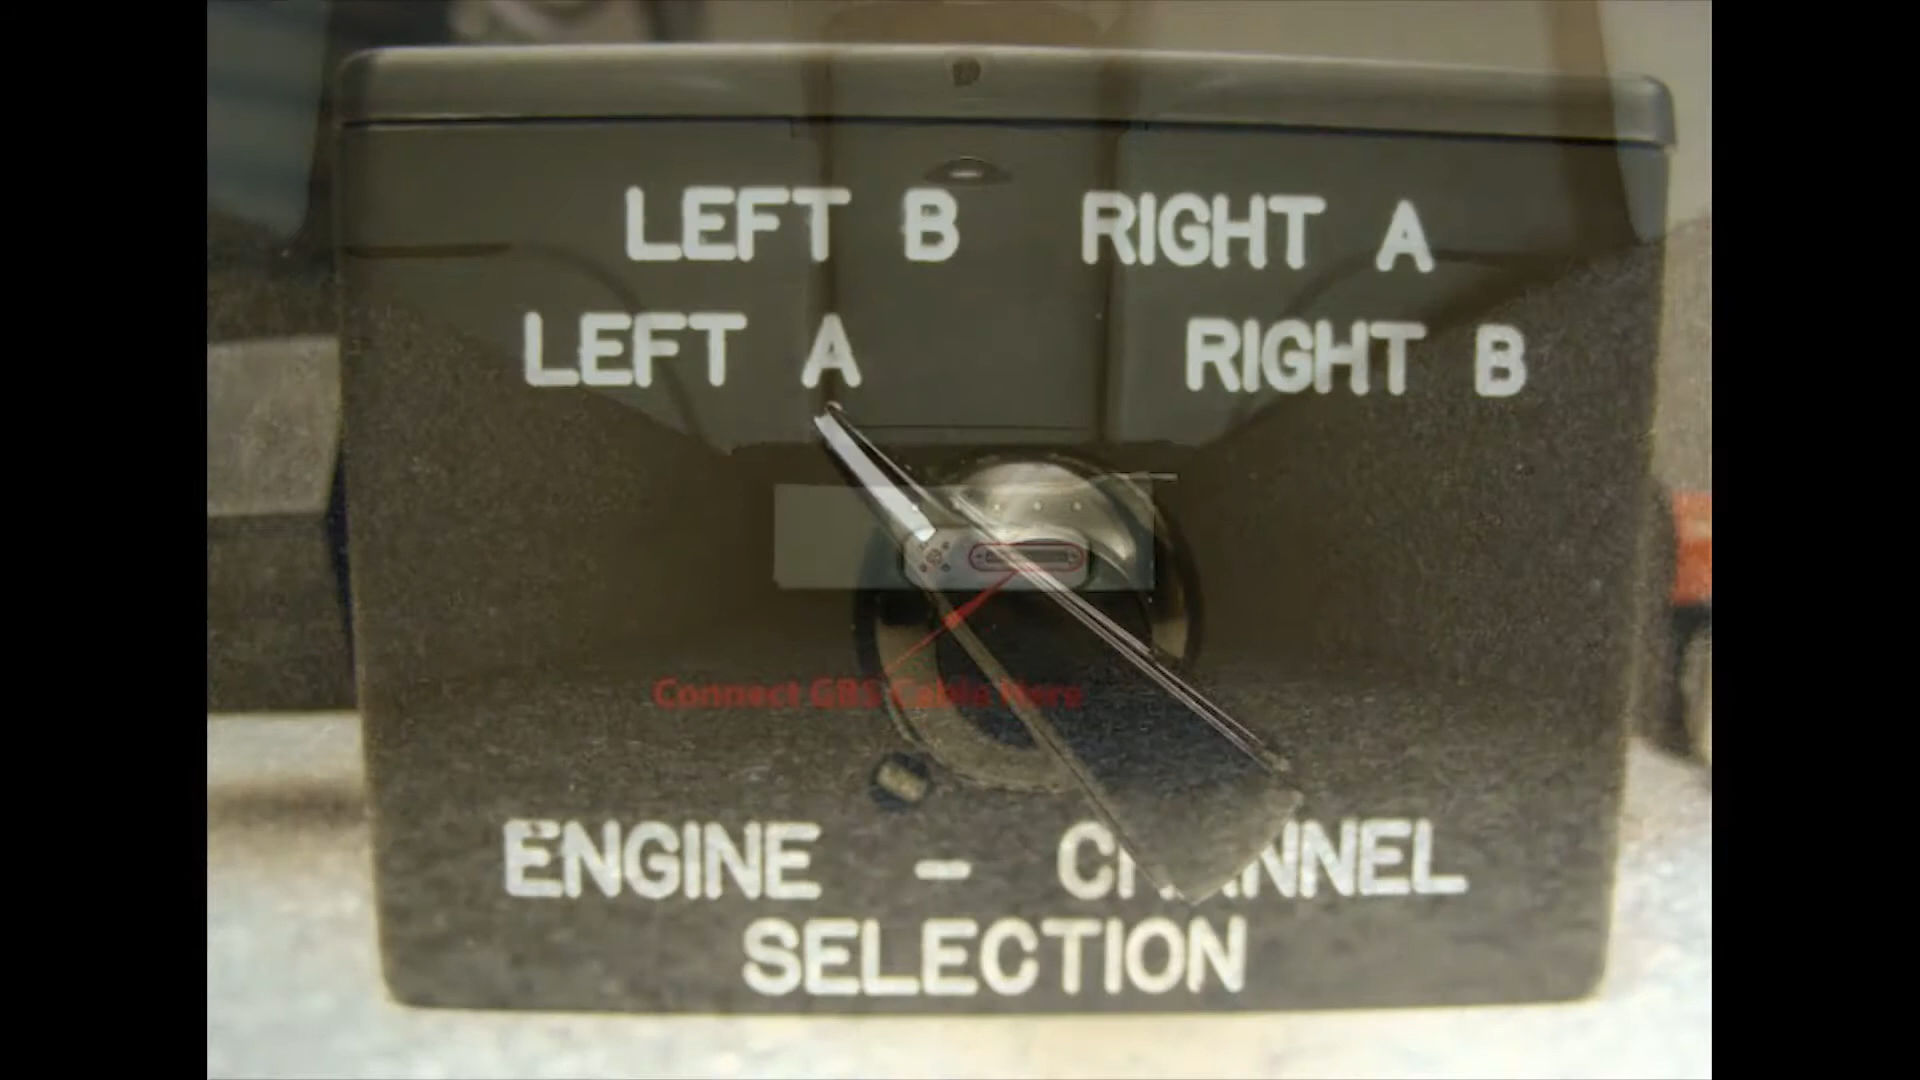 LEFT B RIGHT A
LEFT A RIGHT B
Connect GBS Cable Here
ENGINE - CHANNEL
SELECTION